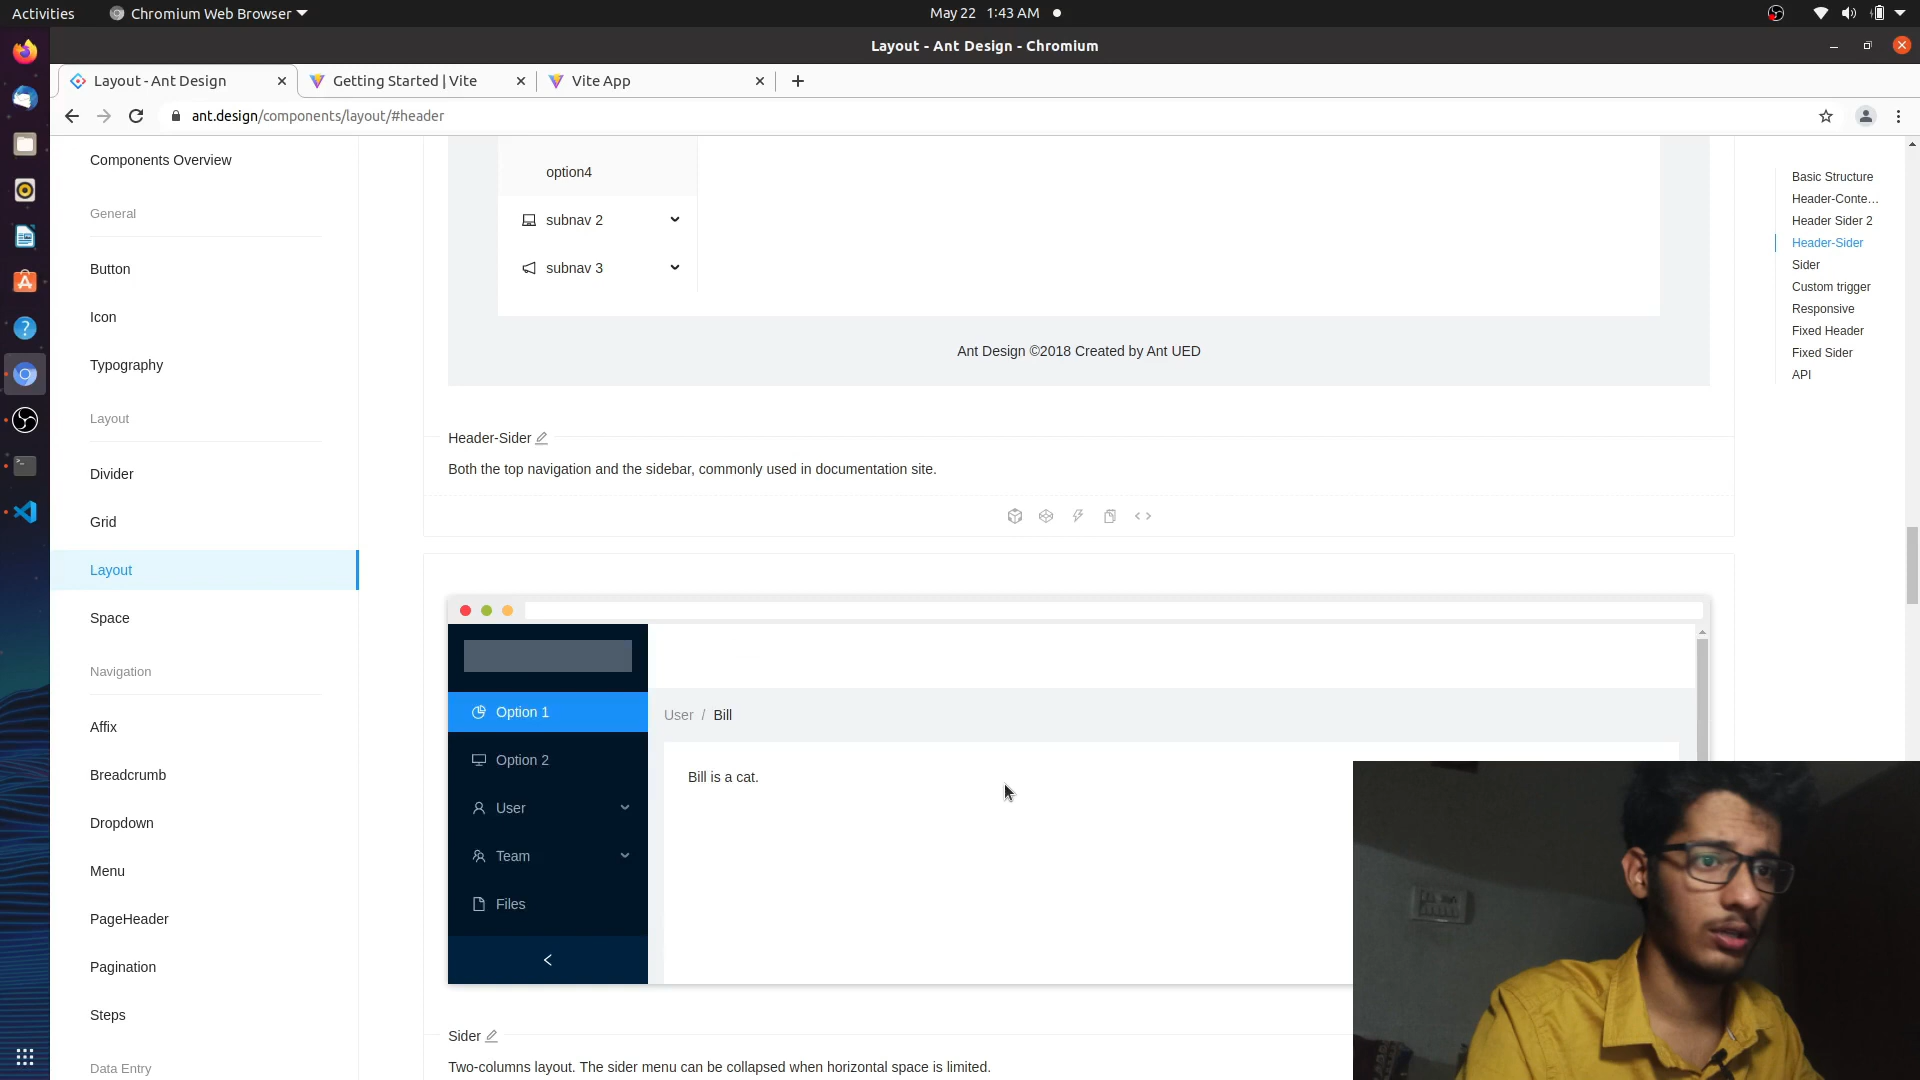 Activities
Chromium Web Browser
May 22 1:43 AM
Layout - Ant Design - Chromium
Layout - Ant Design
Getting Started | Vite
Vite App
ant.design/components/layout/#header
Components Overview
General
Button
Icon
Typography
Layout
Divider
Grid
Layout
Space
Navigation
Affix
Breadcrumb
Dropdown
Menu
PageHeader
Pagination
Steps
Data Entry
option4
subnav 2
subnav 3
Ant Design ©2018 Created by Ant UED
Header-Sider
Both the top navigation and the sidebar, commonly used in documentation site.
Option 1
Option 2
User
Team
Files
User / Bill
Bill is a cat.
Sider
Two-columns layout. The sider menu can be collapsed when horizontal space is limited.
Basic Structure
Header-Conte...
Header Sider 2
Header-Sider
Sider
Custom trigger
Responsive
Fixed Header
Fixed Sider
API